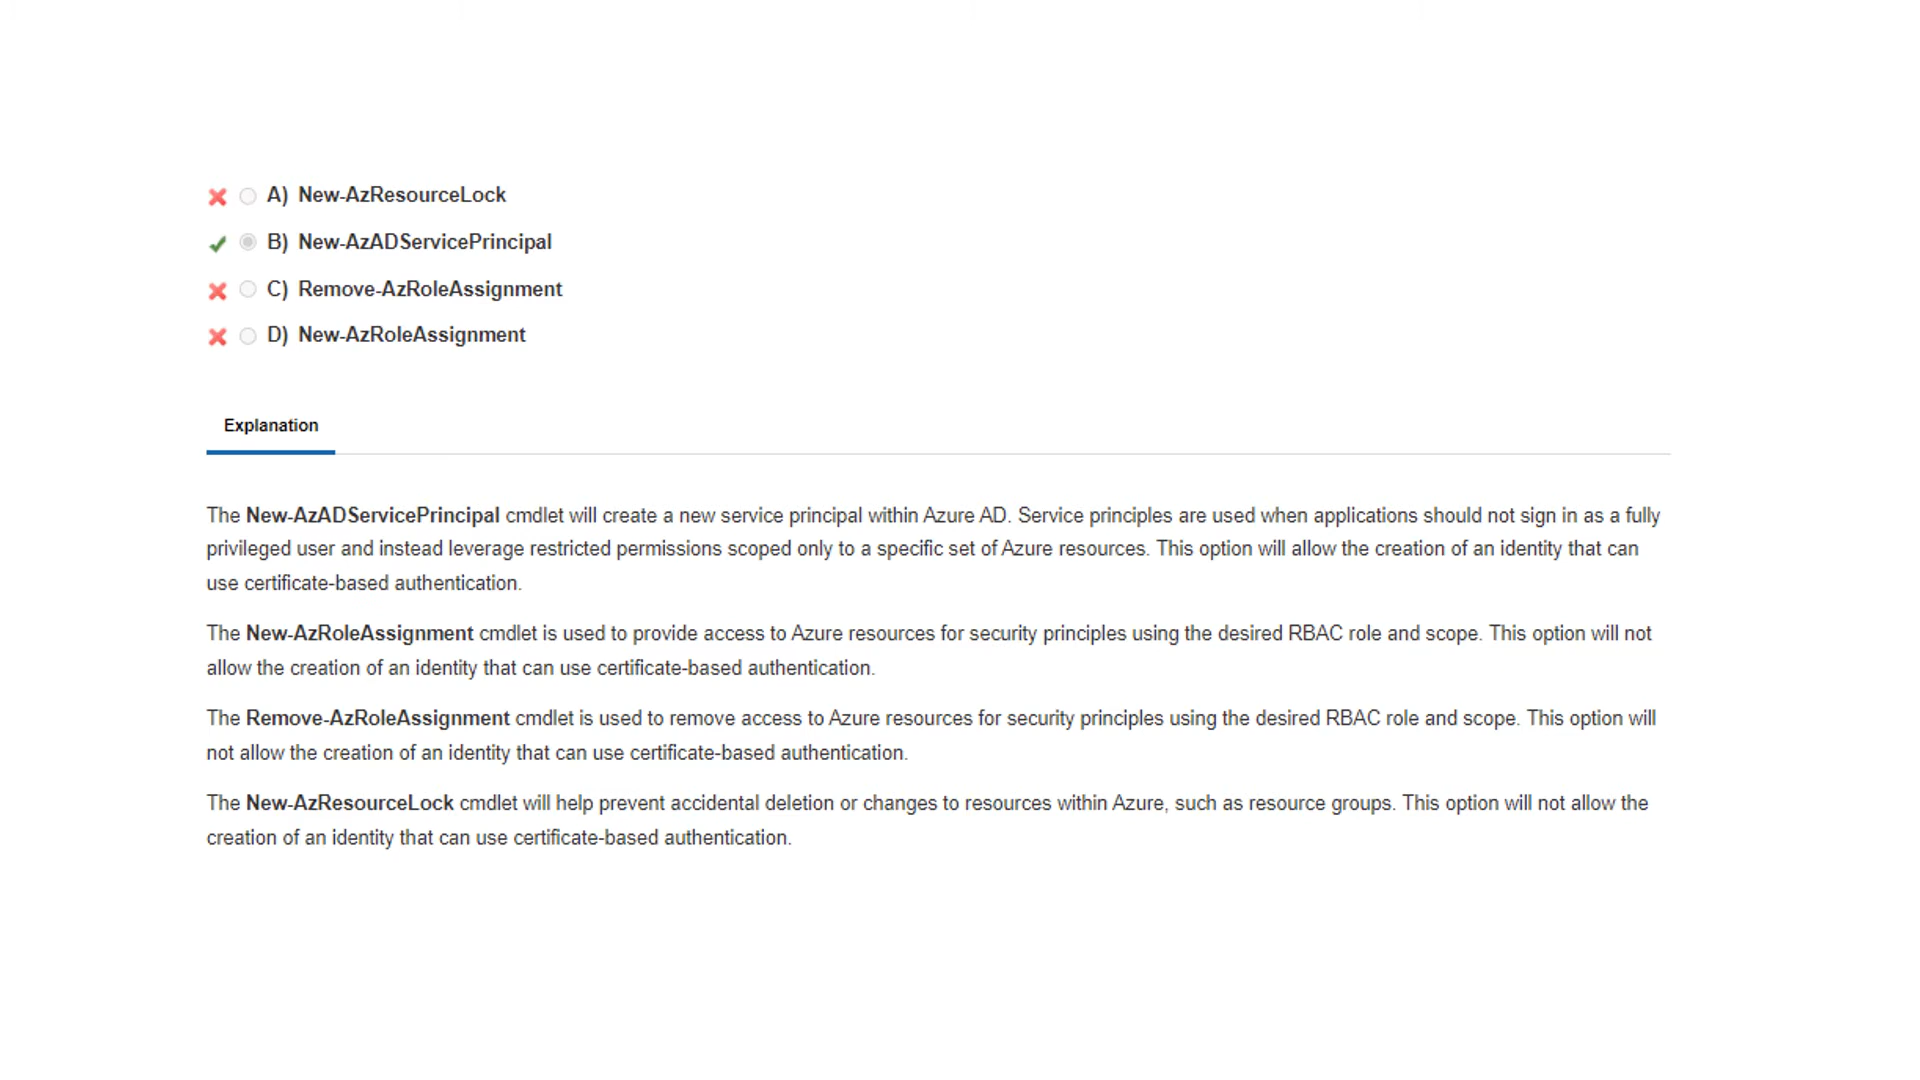 A) New-AzResourceLock
B) New-AzADServicePrincipal
C) Remove-AzRoleAssignment
D) New-AzRoleAssignment
Explanation
The New-AzADServicePrincipal cmdlet will create a new service principal within Azure AD. Service principles are used when applications should not sign in as a fully
privileged user and instead leverage restricted permissions scoped only to a specific set of Azure resources. This option will allow the creation of an identity that can
use certificate-based authentication.
The New-AzRoleAssignment cmdlet is used to provide access to Azure resources for security principles using the desired RBAC role and scope. This option will not
allow the creation of an identity that can use certificate-based authentication.
The Remove-AzRoleAssignment cmdlet is used to remove access to Azure resources for security principles using the desired RBAC role and scope. This option will
not allow the creation of an identity that can use certificate-based authentication.
The New-AzResourceLock cmdlet will help prevent accidental deletion or changes to resources within Azure, such as resource groups. This option will not allow the
creation of an identity that can use certificate-based authentication.